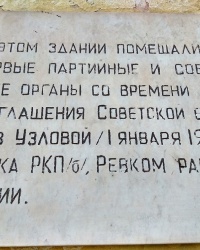 ЭТОМ ЗДАНИИ ПОМЕЩАЛИ
РВЫЕ ПАРТИЙНЫЕ И СОВ
Е ОРГАНЫ СО ВРЕМЕНИ
ГЛАШЕНИЯ СОВЕТСКОЙ
В УЗЛОВОЙ /1 ЯНВАРЯ 19
КА РКП/б/, РЕВКОМ РА
ИИ.